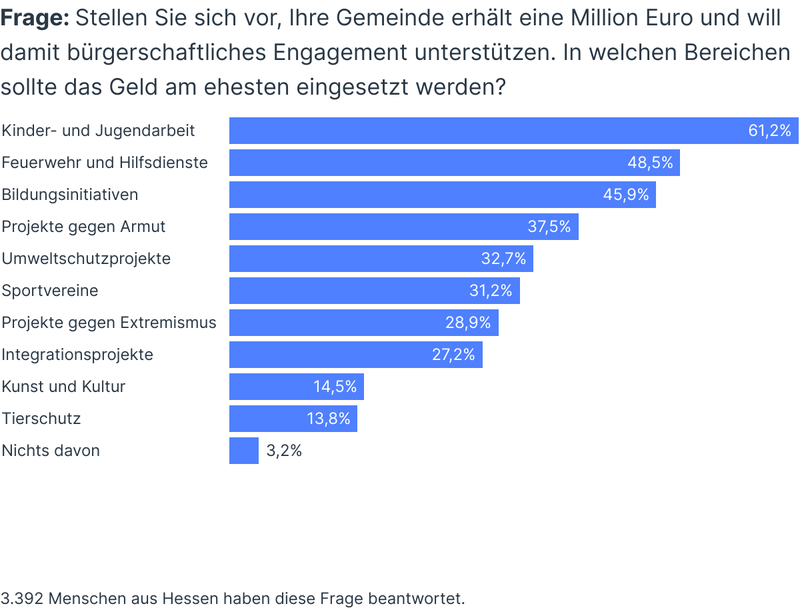 Frage: Stellen Sie sich vor, Ihre Gemeinde erhält eine Million Euro und will
damit bürgerschaftliches Engagement unterstützen. In welchen Bereichen
sollte das Geld am ehesten eingesetzt werden?
Kinder- und Jugendarbeit 61,2%
Feuerwehr und Hilfsdienste 48,5%
Bildungsinitiativen 45,9%
Projekte gegen Armut 37,5%
Umweltschutzprojekte 32,7%
Sportvereine 31,2%
Projekte gegen Extremismus 28,9%
Integrationsprojekte 27,2%
Kunst und Kultur 14,5%
Tierschutz 13,8%
Nichts davon 3,2%
3.392 Menschen aus Hessen haben diese Frage beantwortet.